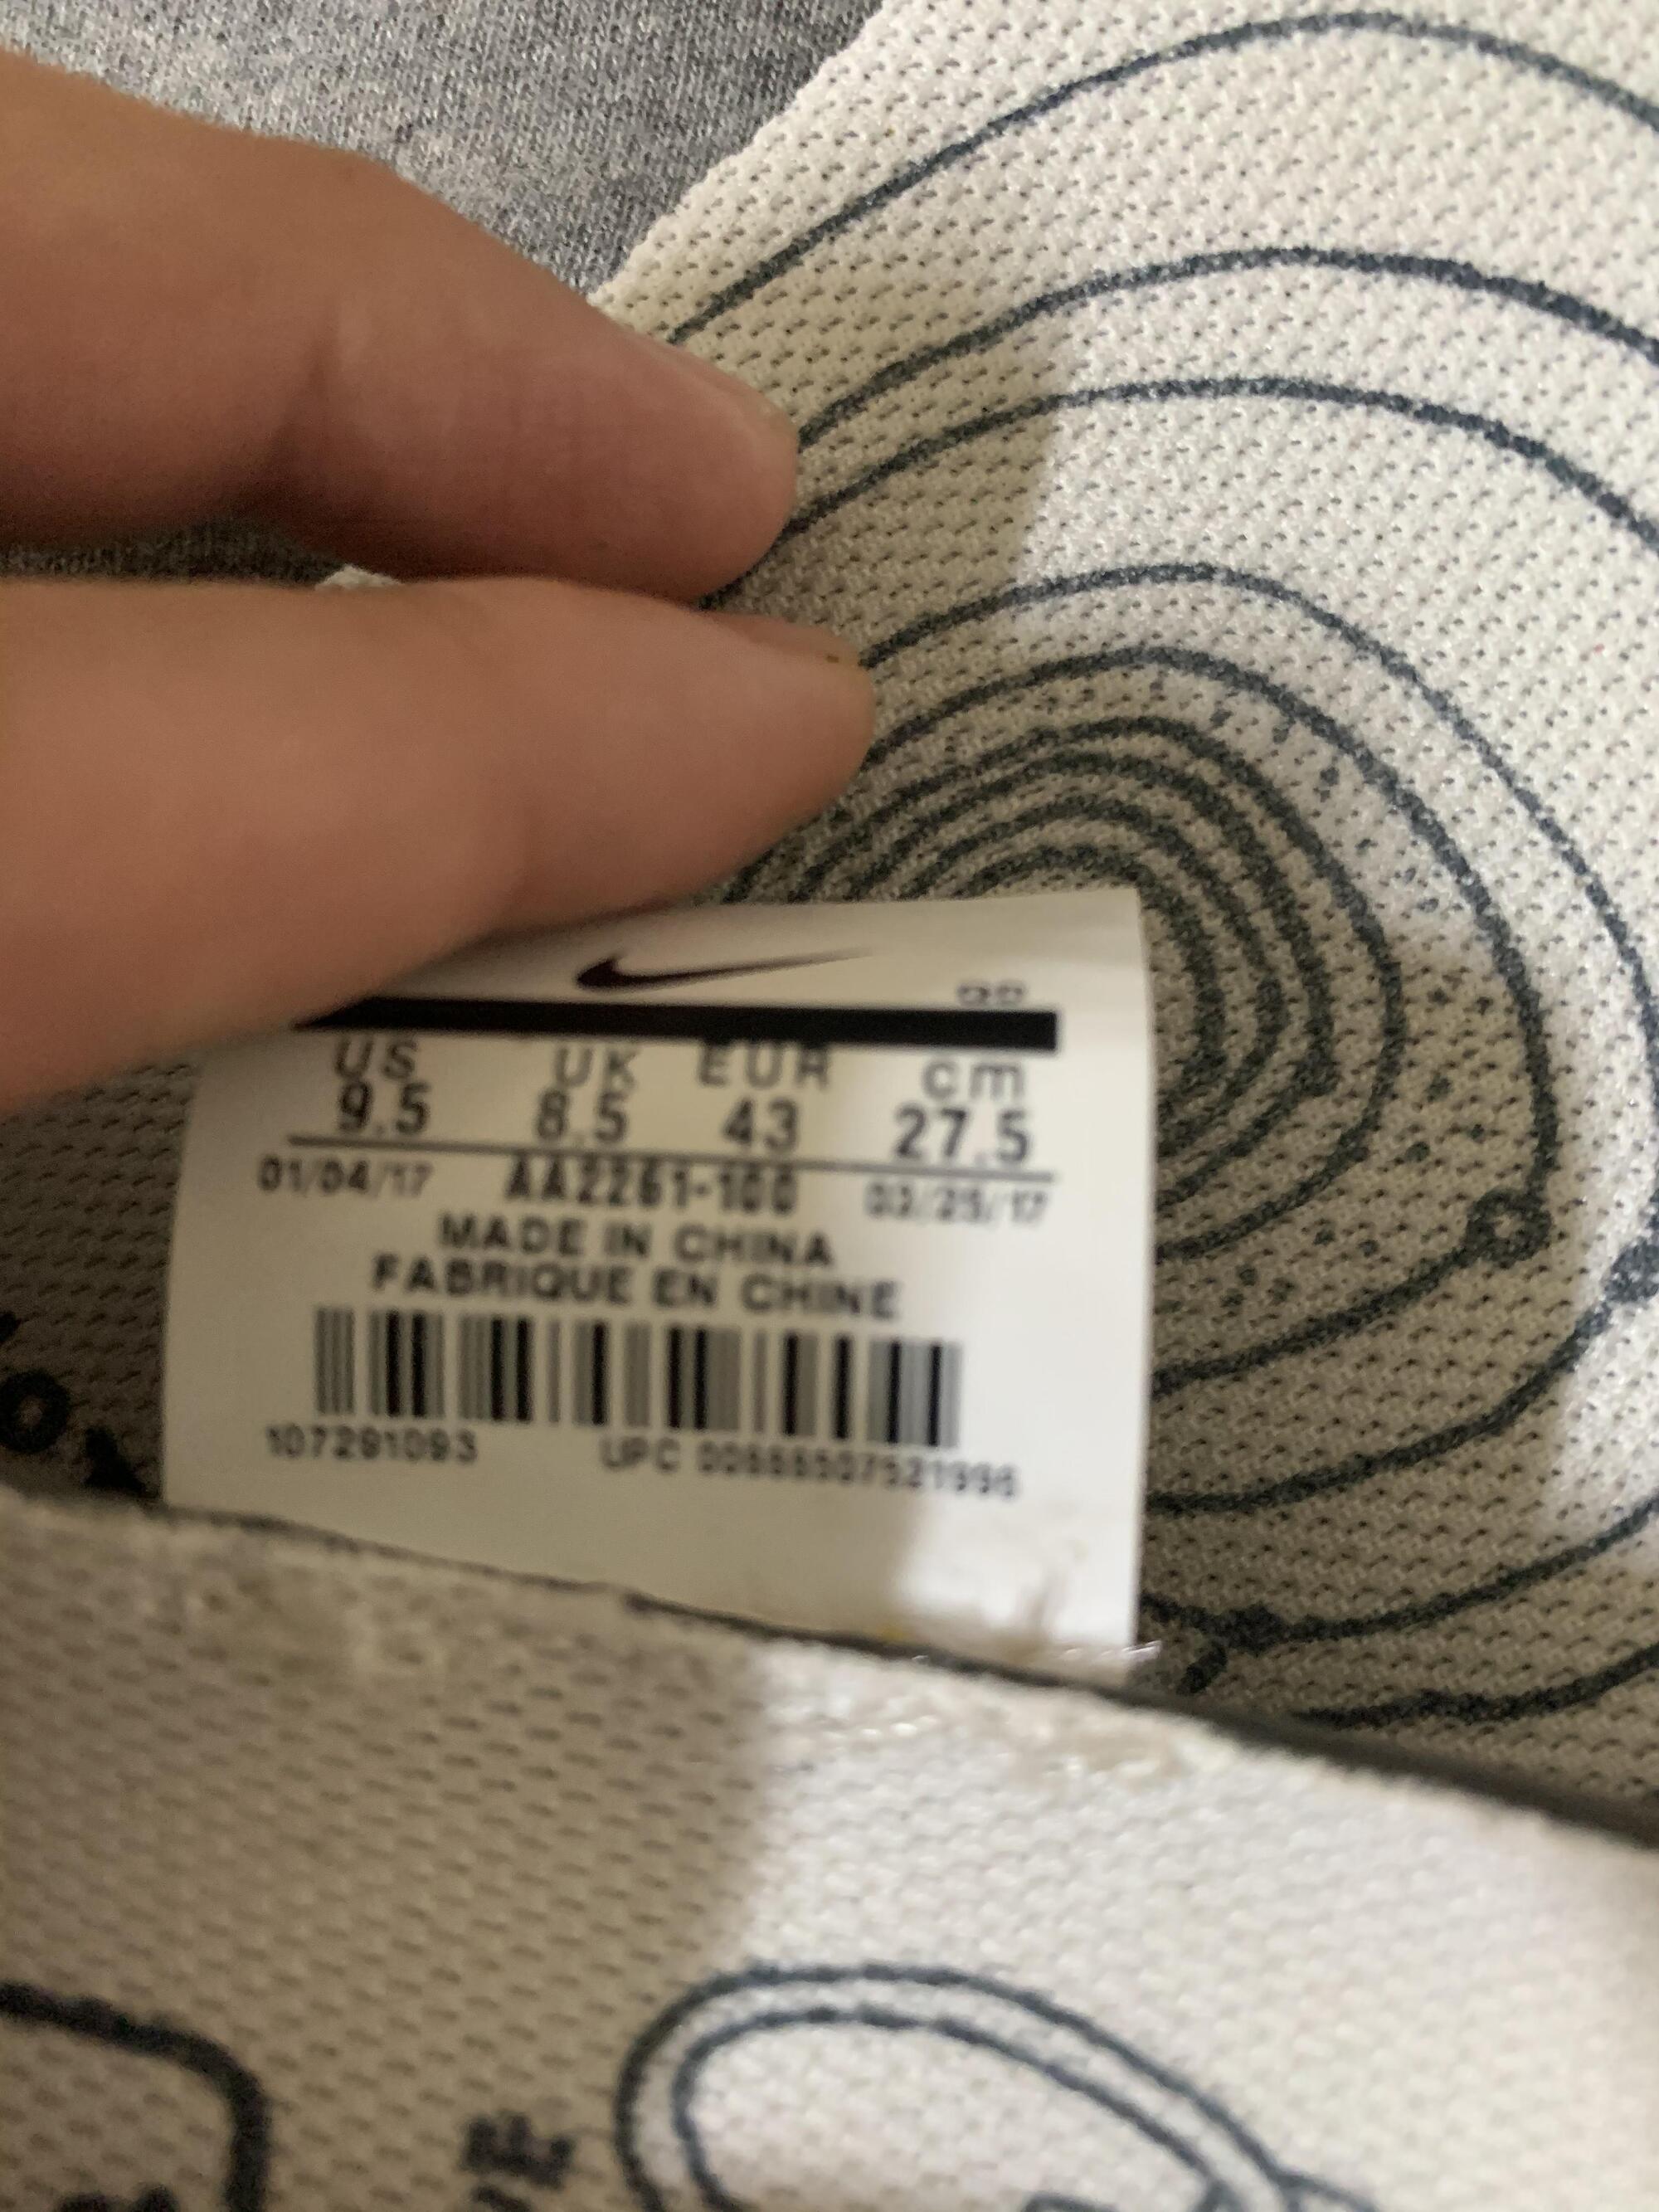 US UK EUR cm
9.5 8.5 43 27.5
01/04/17 AA2261-100 03/25/17
MADE IN CHINA
FABRIQUE EN CHINE
107291093 UPC